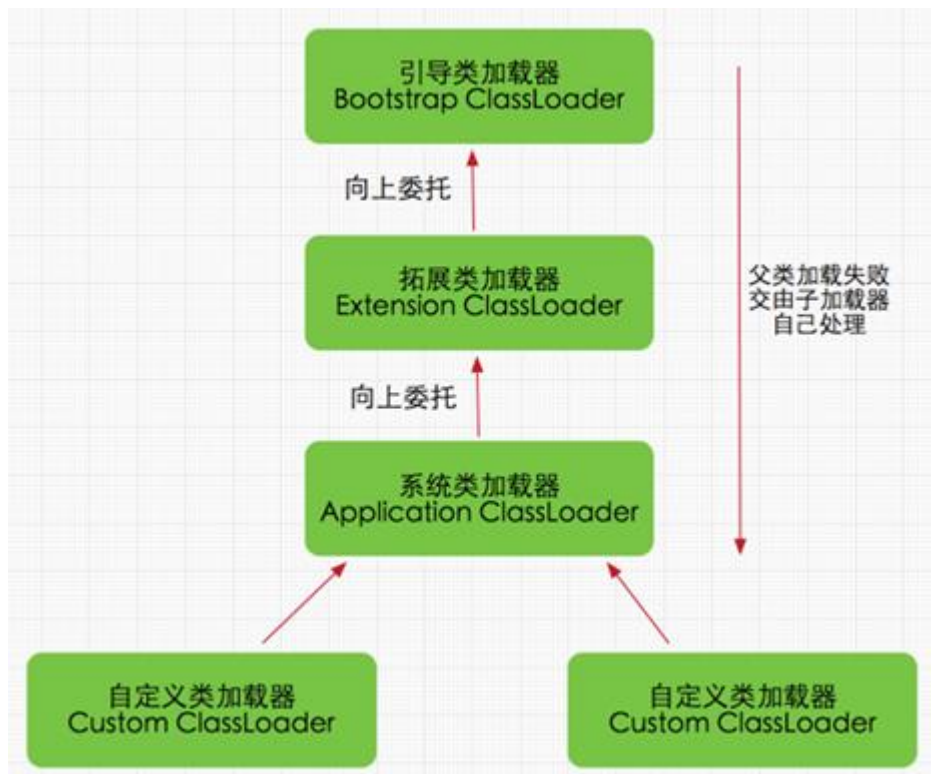 引导类加载器
Bootstrap ClassLoader
向上委托
拓展类加载器
Extension ClassLoader
父类加载失败
交由子加载器
自己处理
向上委托
系统类加载器
Application ClassLoader
自定义类加载器
Custom ClassLoader
自定义类加载器
Custom ClassLoader